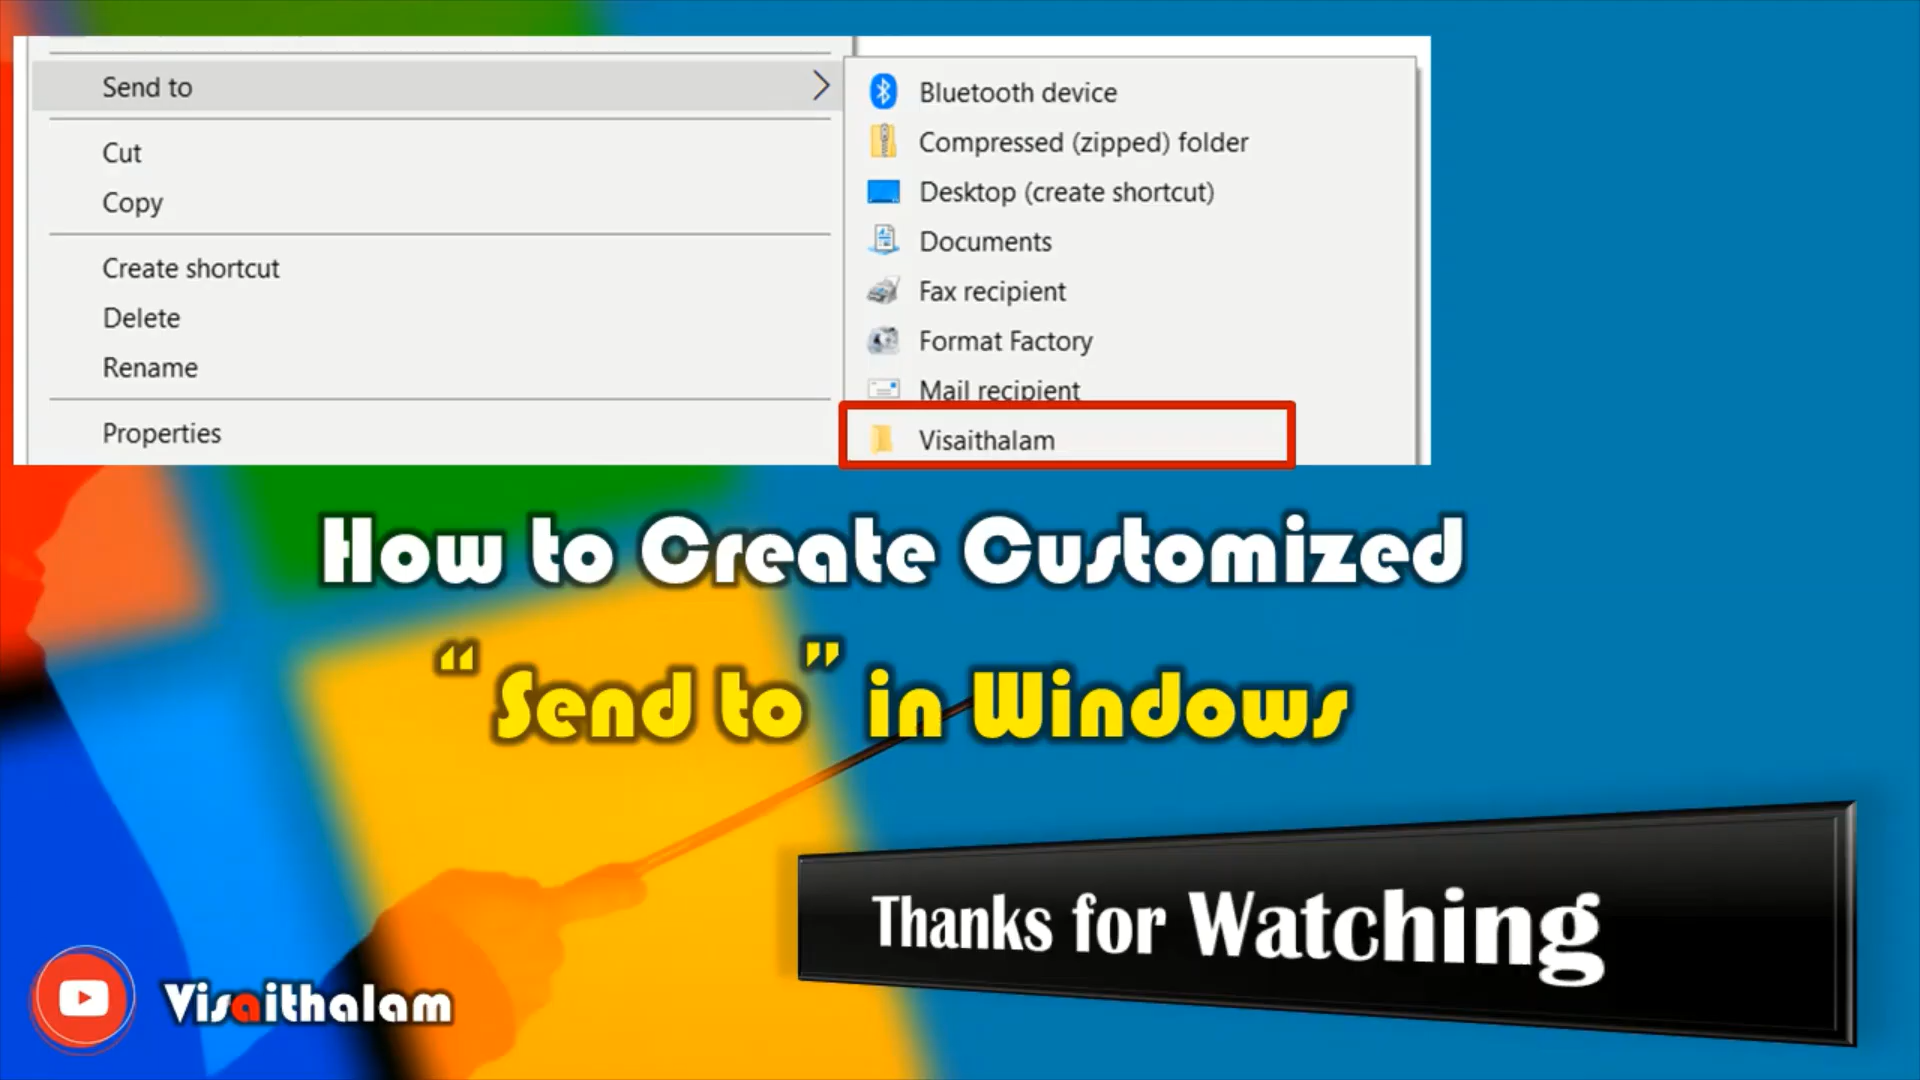 Send to
Cut
Copy
Create shortcut
Delete
Rename
Properties
Bluetooth device
Compressed (zipped) folder
Desktop (create shortcut)
Documents
Fax recipient
Format Factory
Mail recipient
Visaithalam
How to Create Customized
“Send to” in Windows
Thanks for Watching
Visaithalam